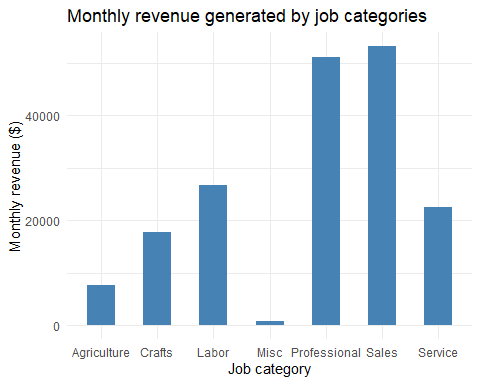 Monthly revenue generated by job categories
Monthly revenue ($)
40000
20000
0
Agriculture Crafts Labor Misc Professional Sales Service
Job category